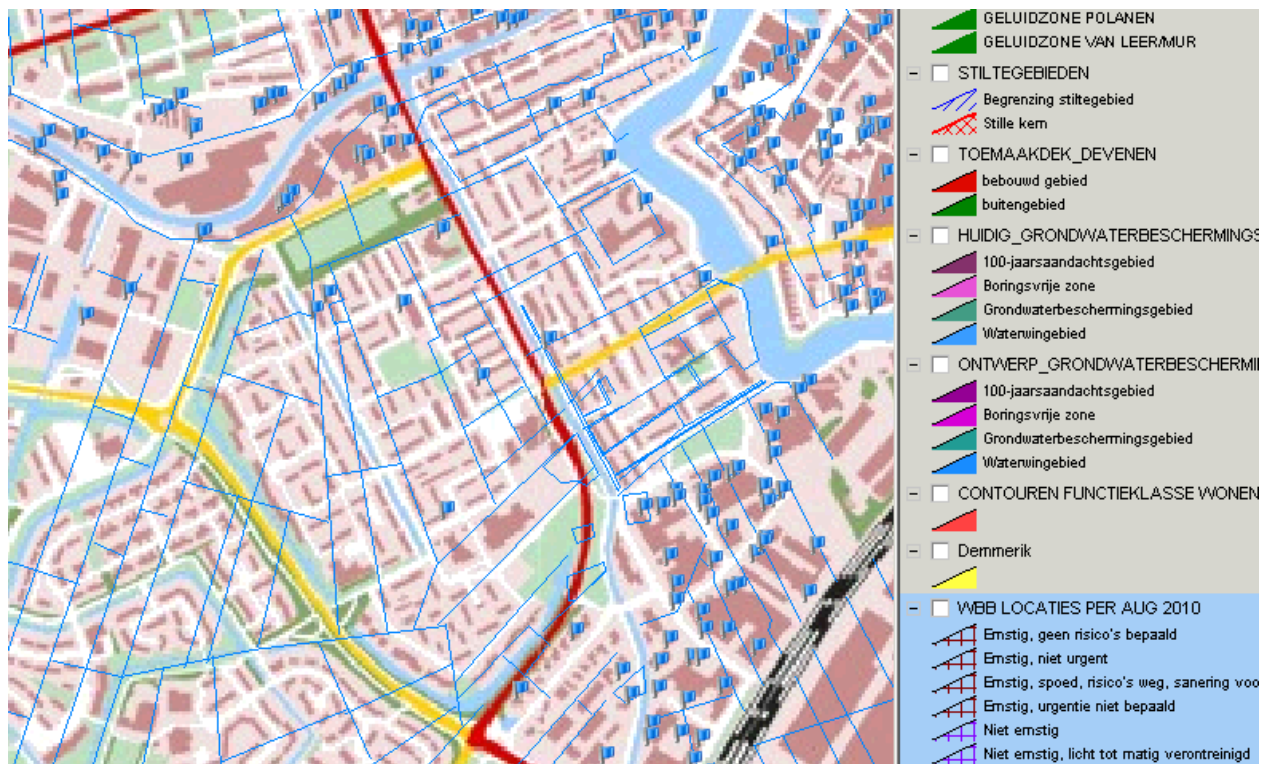 GELUIDZONE POLANEN
GELUIDZONE VAN LEER/MUR
STILTEGEBIEDEN
Begrenzing stiltegebied
Stille kern
TOEMAAKDEK_DEVENEN
bebouwd gebied
buitengebied
HUIDIG_GRONDWATERBESCHERMINGS
100-jaarsaandachtsgebied
Boringsvrije zone
Grondwaterbeschermingsgebied
Waterwingebied
ONTWERP_GRONDWATERBESCHERMI
100-jaarsaandachtsgebied
Boringsvrije zone
Grondwaterbeschermingsgebied
Waterwingebied
CONTOUREN FUNCTIEKLASSE WONEN
Demmerik
WBB LOCATIES PER AUG 2010
Ernstig, geen risico's bepaald
Ernstig, niet urgent
Ernstig, spoed, risico's weg, sanering voo
Ernstig, urgentie niet bepaald
Niet ernstig
Niet ernstig, licht tot matig verontreinigd